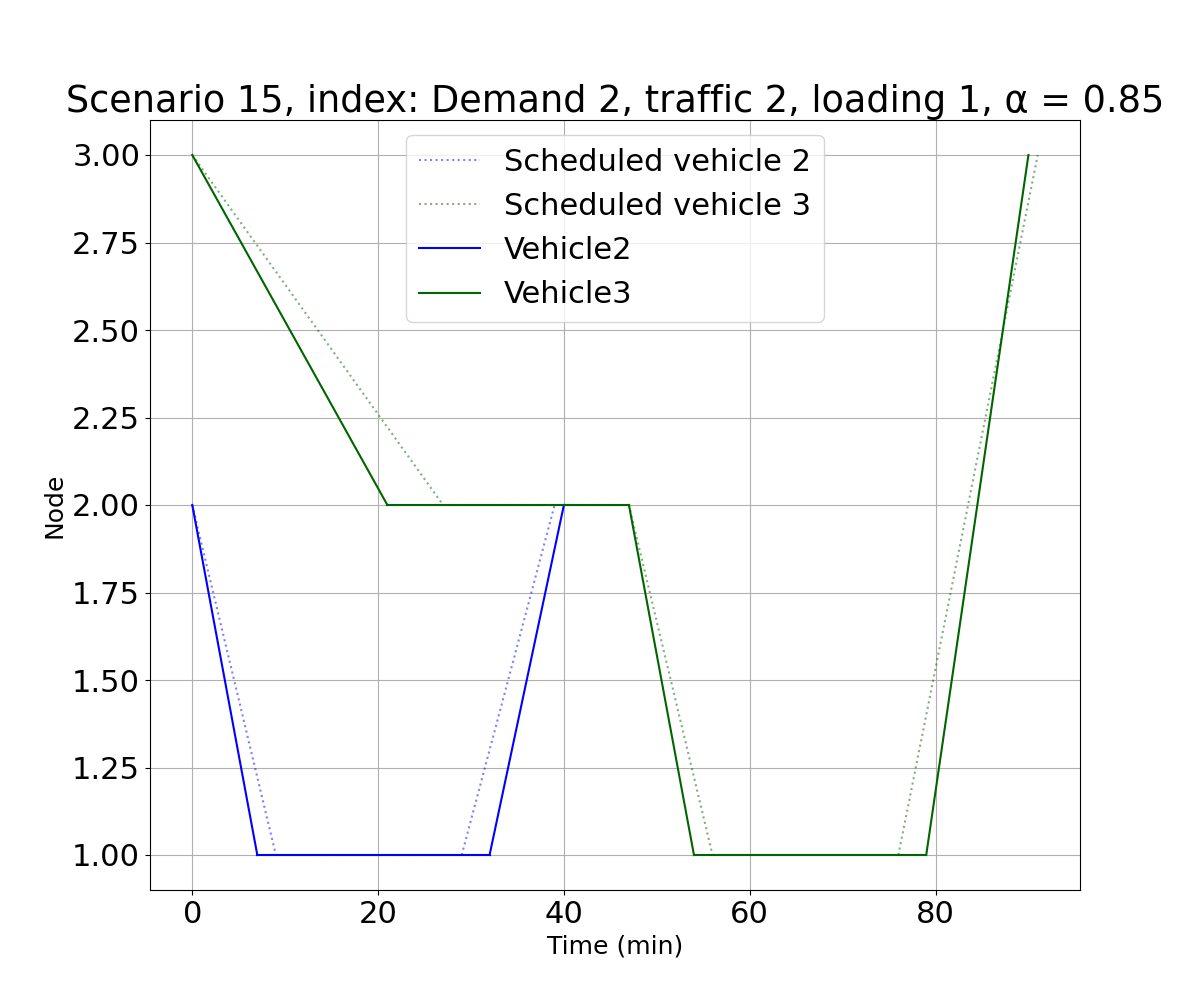 Scenario 15, index: Demand 2, traffic 2, loading 1, α = 0.85
Scheduled vehicle 2
Scheduled vehicle 3
Vehicle2
Vehicle3
3.00
2.75
2.50
2.25
2.00
1.75
1.50
1.25
1.00
Node
0 20 40 60 80
Time (min)